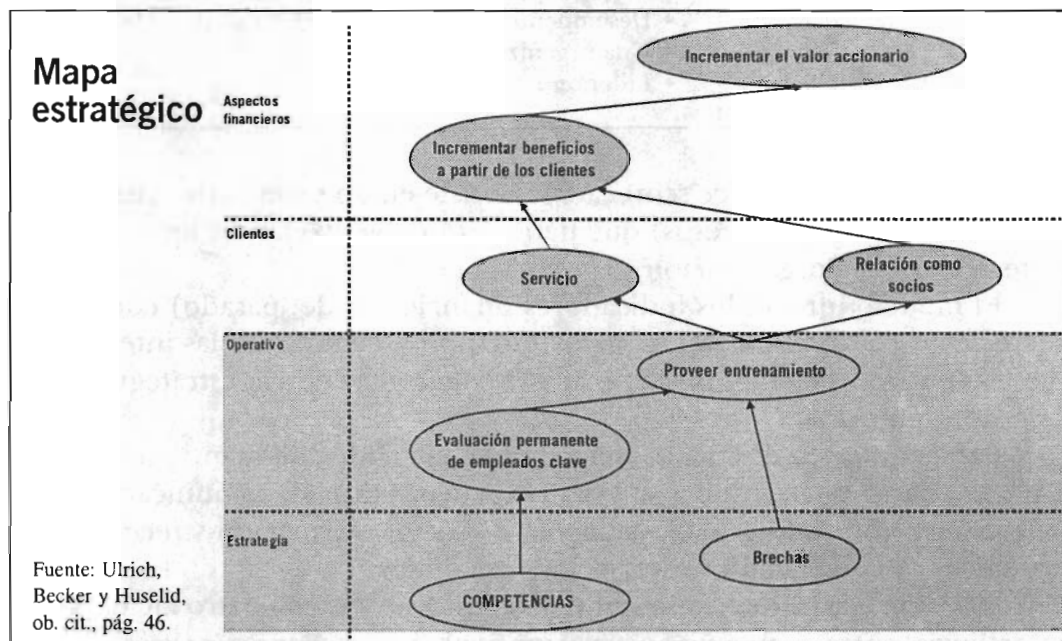 Mapa
estratégico
Aspectos
financieros
Incrementar el valor accionario
Incrementar beneficios
a partir de los clientes
Clientes
Servicio
Relación como
socios
Operativo
Proveer entrenamiento
Evaluación permanente
de empleados clave
Estrategia
Brechas
COMPETENCIAS
Fuente: Ulrich,
Becker y Huselid,
ob. cit., pág. 46.